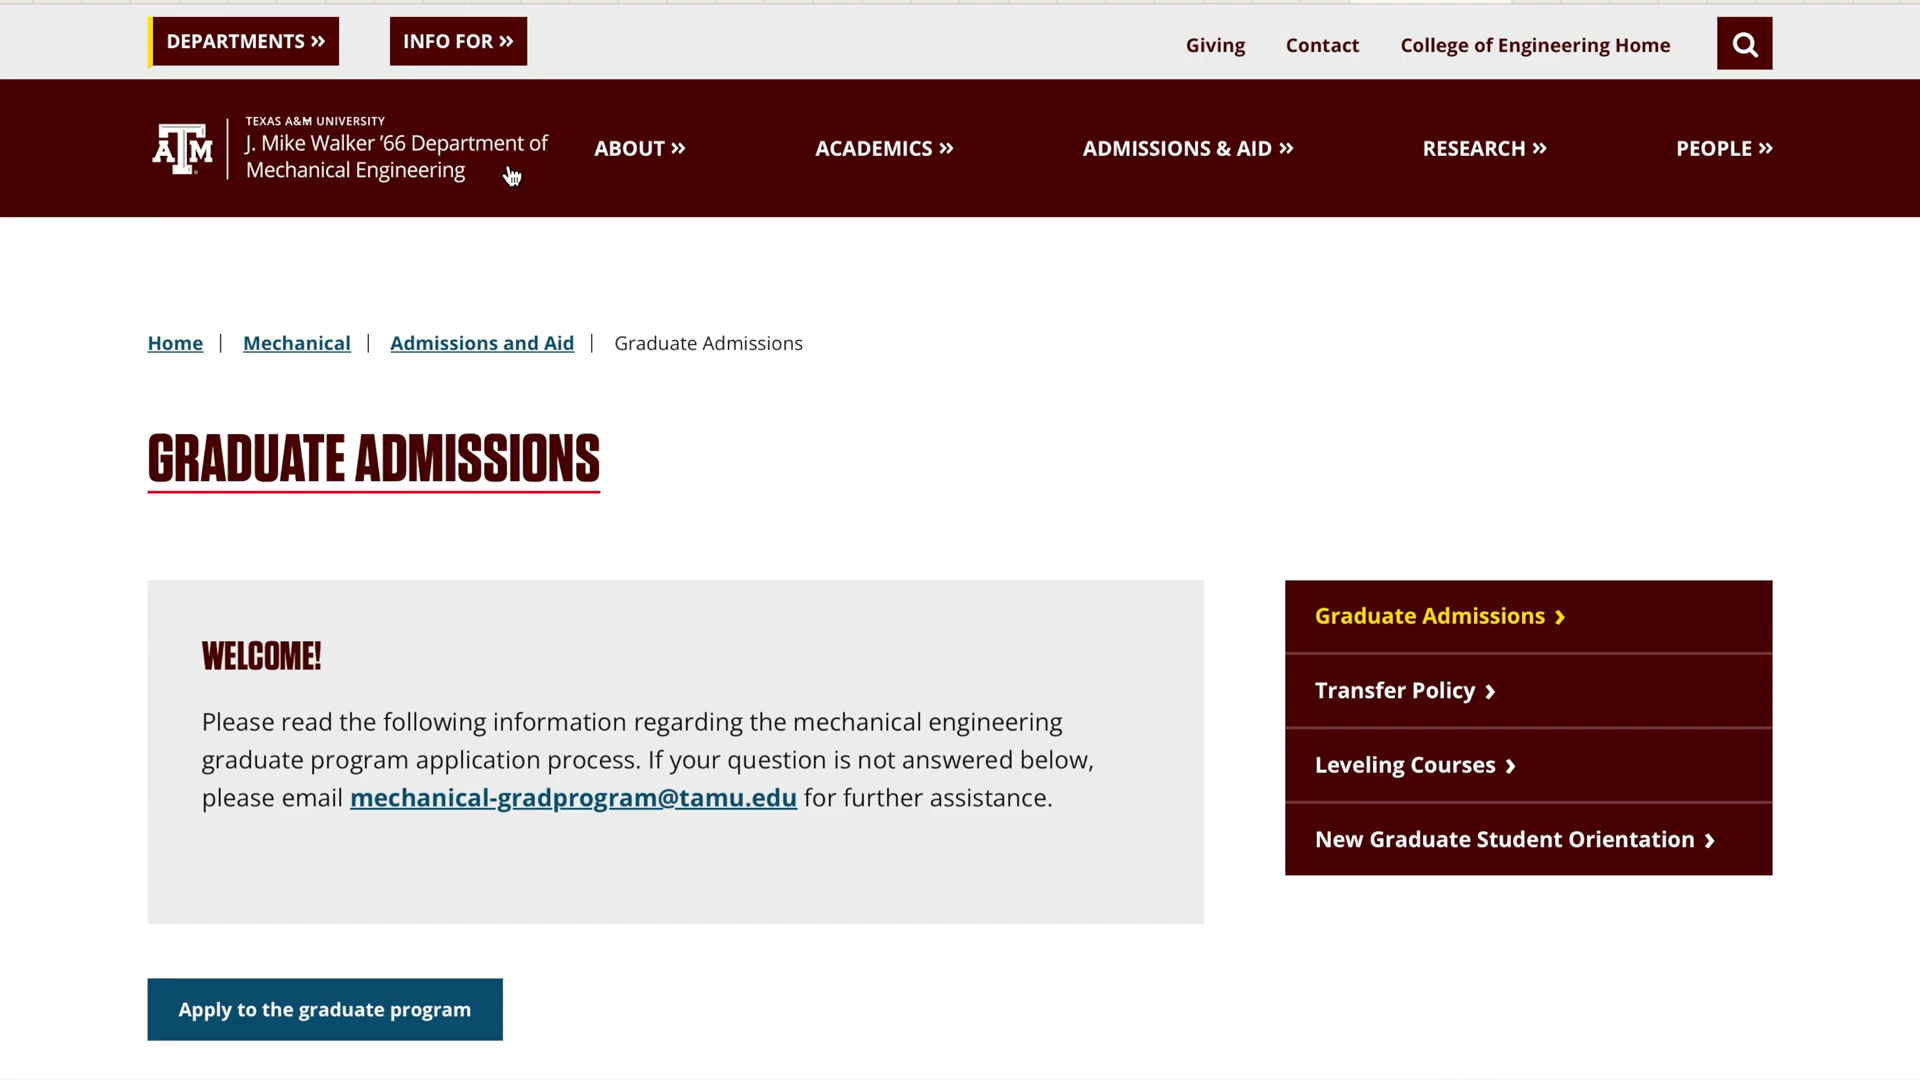 DEPARTMENTS »
INFO FOR »
Giving
Contact
College of Engineering Home
ATM
TEXAS A&M UNIVERSITY
J. Mike Walker ’66 Department of
Mechanical Engineering
ABOUT »
ACADEMICS »
ADMISSIONS & AID »
RESEARCH »
PEOPLE »
Home | Mechanical | Admissions and Aid | Graduate Admissions
GRADUATE ADMISSIONS
WELCOME!
Please read the following information regarding the mechanical engineering
graduate program application process. If your question is not answered below,
please email mechanical-gradprogram@tamu.edu for further assistance.
Graduate Admissions ›
Transfer Policy ›
Leveling Courses ›
New Graduate Student Orientation ›
Apply to the graduate program